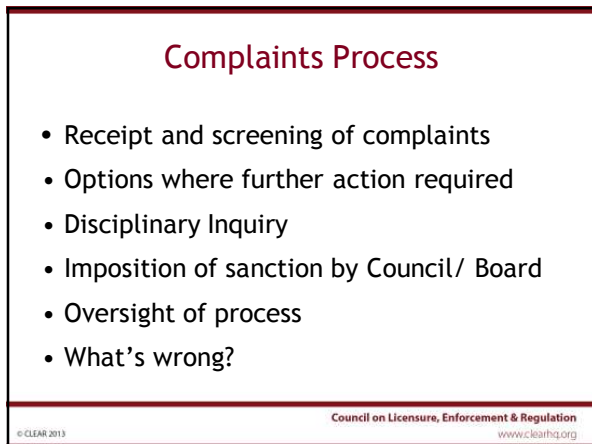 Complaints Process
• Receipt and screening of complaints
• Options where further action required
• Disciplinary Inquiry
• Imposition of sanction by Council/ Board
• Oversight of process
• What's wrong?
Council on Licensure, Enforcement & Regulation
© CLEAR 2013
www.clearhq.org